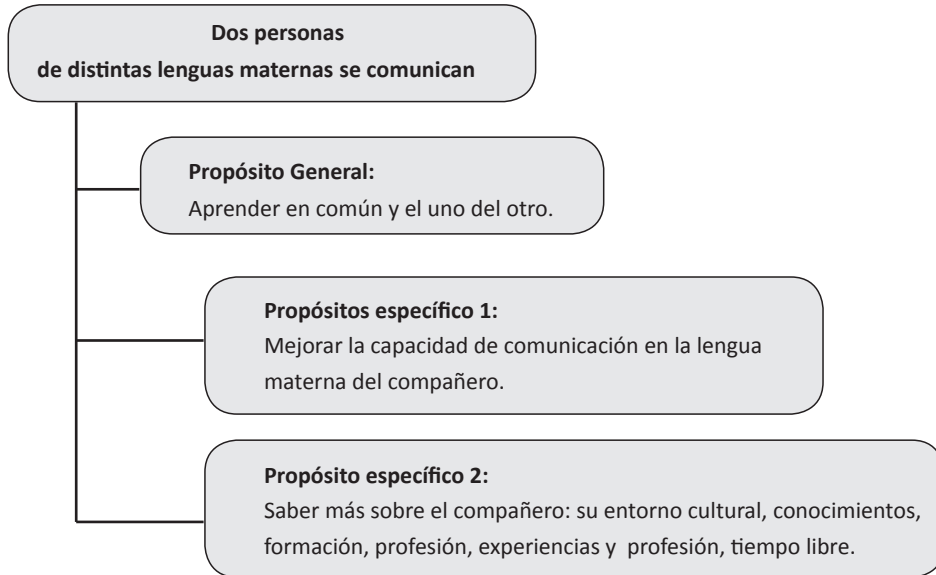 Dos personas
de distintas lenguas maternas se comunican
Propósito General:
Aprender en común y el uno del otro.
Propósitos específico 1:
Mejorar la capacidad de comunicación en la lengua
materna del compañero.
Propósito específico 2:
Saber más sobre el compañero: su entorno cultural, conocimientos,
formación, profesión, experiencias y  profesión, tiempo libre.